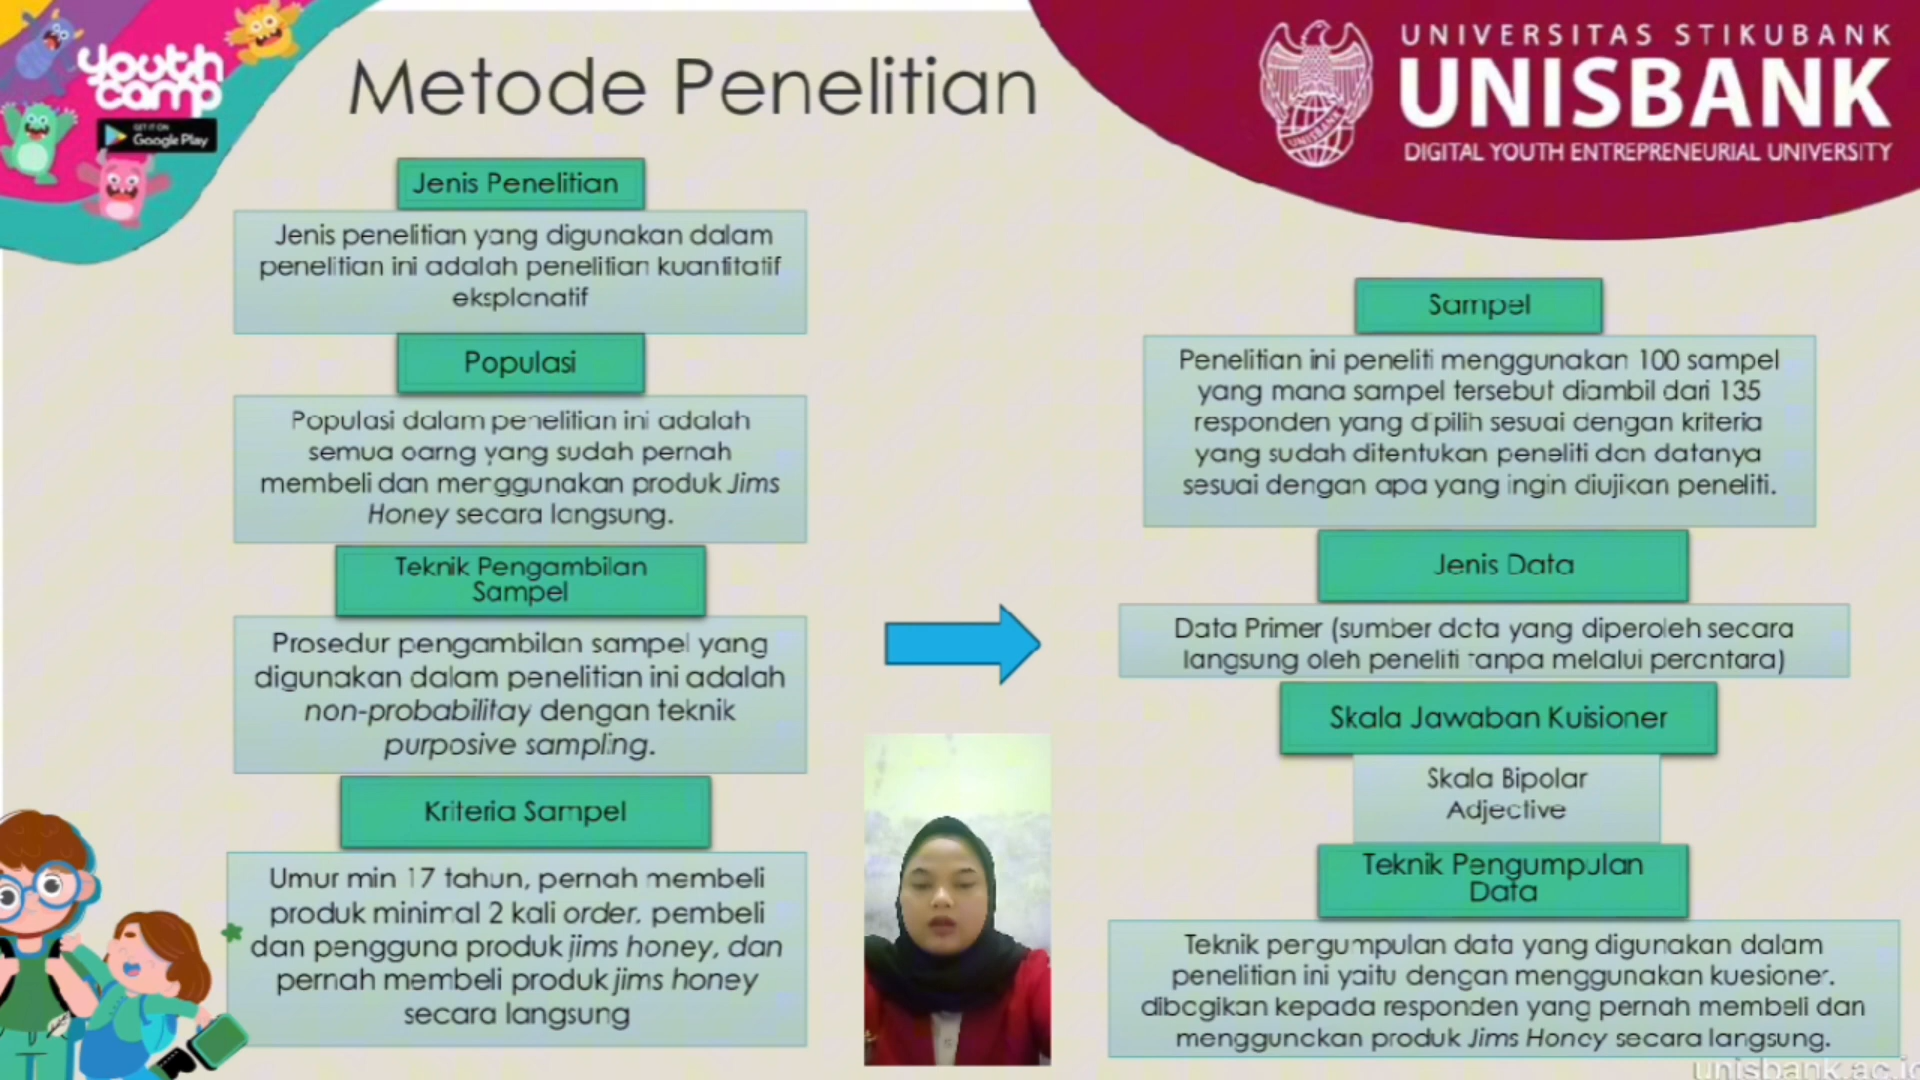 youth
camp
GET IT ON
Google Play
Metode Penelitian
UNIVERSITAS STIKUBANK
UNISBANK
DIGITAL YOUTH ENTREPRENEURIAL UNIVERSITY
UNISBANK
Jenis Penelitian
Jenis penelitian yang digunakan dalam
penelitian ini adalah penelitian kuantitatif
eksplanatif
Populasi
Populasi dalam penelitian ini adalah
semua oarng yang sudah pernah
membeli dan menggunakan produk Jims
Honey secara langsung.
Teknik Pengambilan
Sampel
Prosedur pengambilan sampel yang
digunakan dalam penelitian ini adalah
non-probabilitay dengan teknik
purposive sampling.
Kriteria Sampel
Umur min 17 tahun, pernah membeli
produk minimal 2 kali order. pembeli
dan pengguna produk jims honey, dan
pernah membeli produk jims honey
secara langsung
Sampel
Penelitian ini peneliti menggunakan 100 sampel
yang mana sampel tersebut diambil dari 135
responden yang dipilih sesuai dengan kriteria
yang sudah ditentukan peneliti dan datanya
sesuai dengan apa yang ingin diujikan peneliti.
Jenis Data
Data Primer (sumber data yang diperoleh secara
langsung oleh peneliti tanpa melalui perantara)
Skala Jawaban Kuisioner
Skala Bipolar
Adjective
Teknik Pengumpulan
Data
Teknik pengumpulan data yang digunakan dalam
penelitian ini yaitu dengan menggunakan kuesioner.
dibagikan kepada responden yang pernah membeli dan
menggunakan produk Jims Honey secara langsung.
unisbank.ac.id